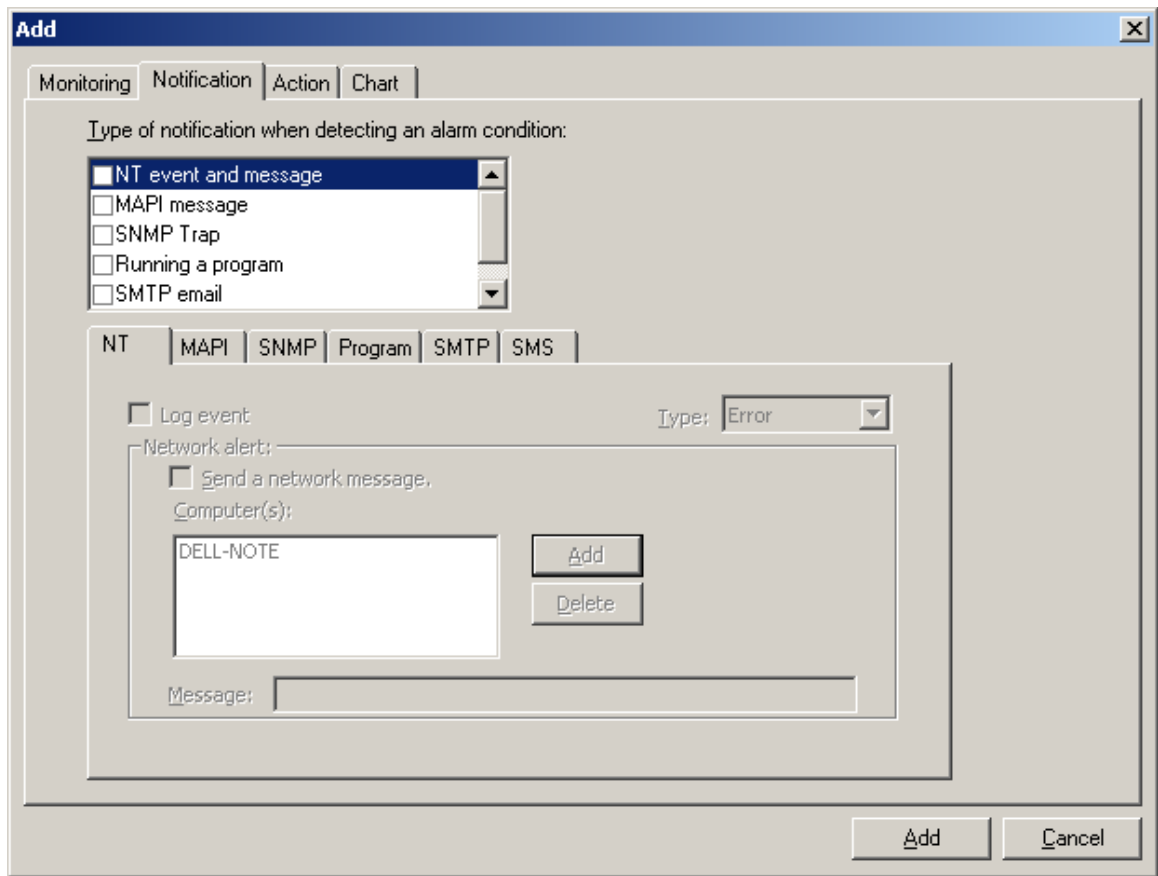 Add
Monitoring Notification Action Chart
Type of notification when detecting an alarm condition:
NT event and message
MAPI message
SNMP Trap
Running a program
SMTP email
NT MAPI SNMP Program SMTP SMS
Log event Type: Error
Network alert:
Send a network message.
Computer(s):
DELL-NOTE
Add
Delete
Message:
Add Cancel